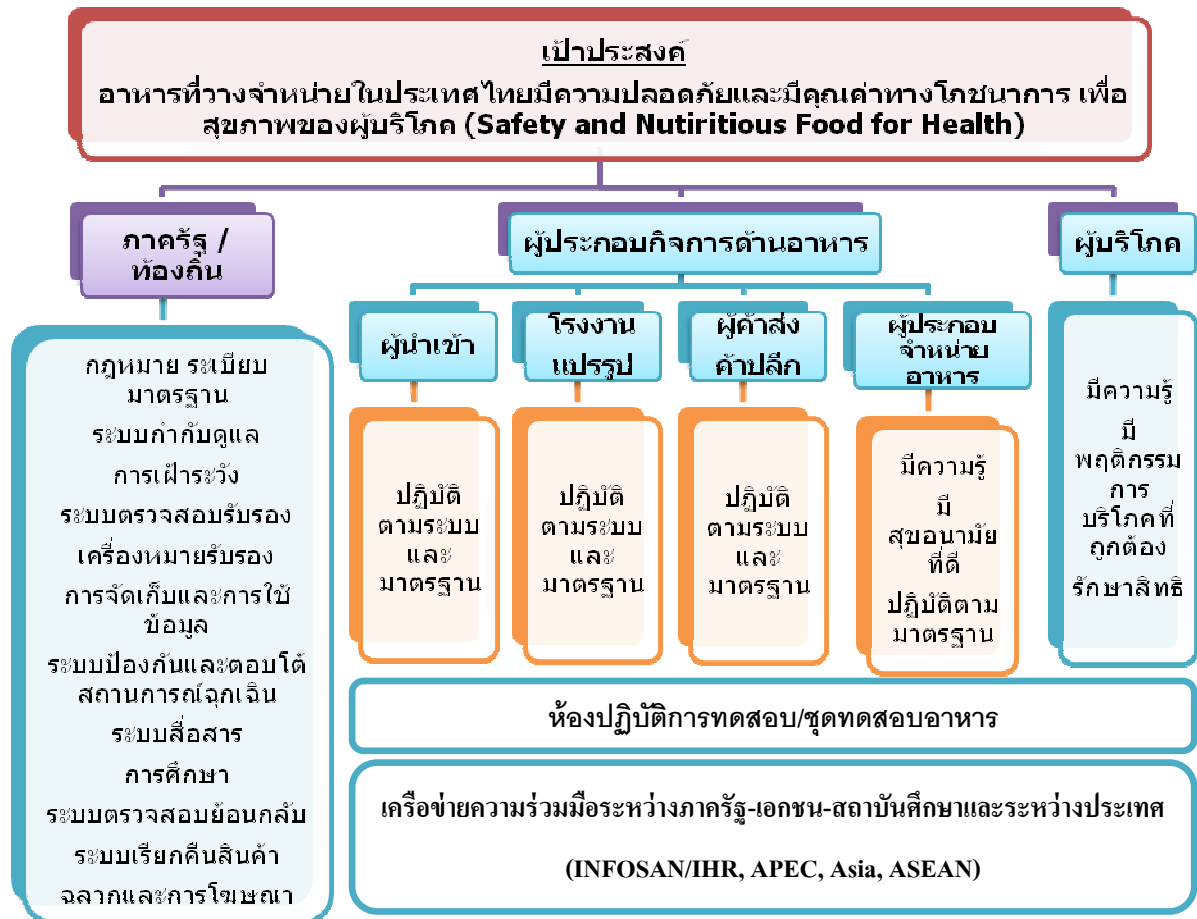 เป้าประสงค์
อาหารที่วางจำหน่ายในประเทศไทยมีความปลอดภัยและมีคุณค่าทางโภชนาการ เพื่อ
สุขภาพของผู้บริโภค (Safety and Nutiritious Food for Health)
ภาครัฐ /
ท้องถิ่น
กฎหมาย ระเบียบ
มาตรฐาน
ระบบกำกับดูแล
การเฝ้าระวัง
ระบบตรวจสอบรับรอง
เครื่องหมายรับรอง
การจัดเก็บและการใช้
ข้อมูล
ระบบป้องกันและตอบโต้
สถานการณ์ฉุกเฉิน
ระบบสื่อสาร
การศึกษา
ระบบตรวจสอบย้อนกลับ
ระบบเรียกคืนสินค้า
ฉลากและการโฆษณา
ผู้ประกอบกิจการด้านอาหาร
ผู้นำเข้า
ปฏิบัติ
ตามระบบ
และ
มาตรฐาน
โรงงาน
แปรรูป
ปฏิบัติ
ตามระบบ
และ
มาตรฐาน
ผู้ค้าส่ง
ค้าปลีก
ปฏิบัติ
ตามระบบ
และ
มาตรฐาน
ผู้ประกอบ
จำหน่าย
อาหาร
มีความรู้
มี
สุขอนามัย
ที่ดี
ปฏิบัติตาม
มาตรฐาน
ผู้บริโภค
มีความรู้
มี
พฤติกรรม
การ
บริโภคที่
ถูกต้อง
รักษาสิทธิ
ห้องปฏิบัติการทดสอบ/ชุดทดสอบอาหาร
เครือข่ายความร่วมมือระหว่างภาครัฐ-เอกชน-สถาบันศึกษาและระหว่างประเทศ
(INFOSAN/IHR, APEC, Asia, ASEAN)